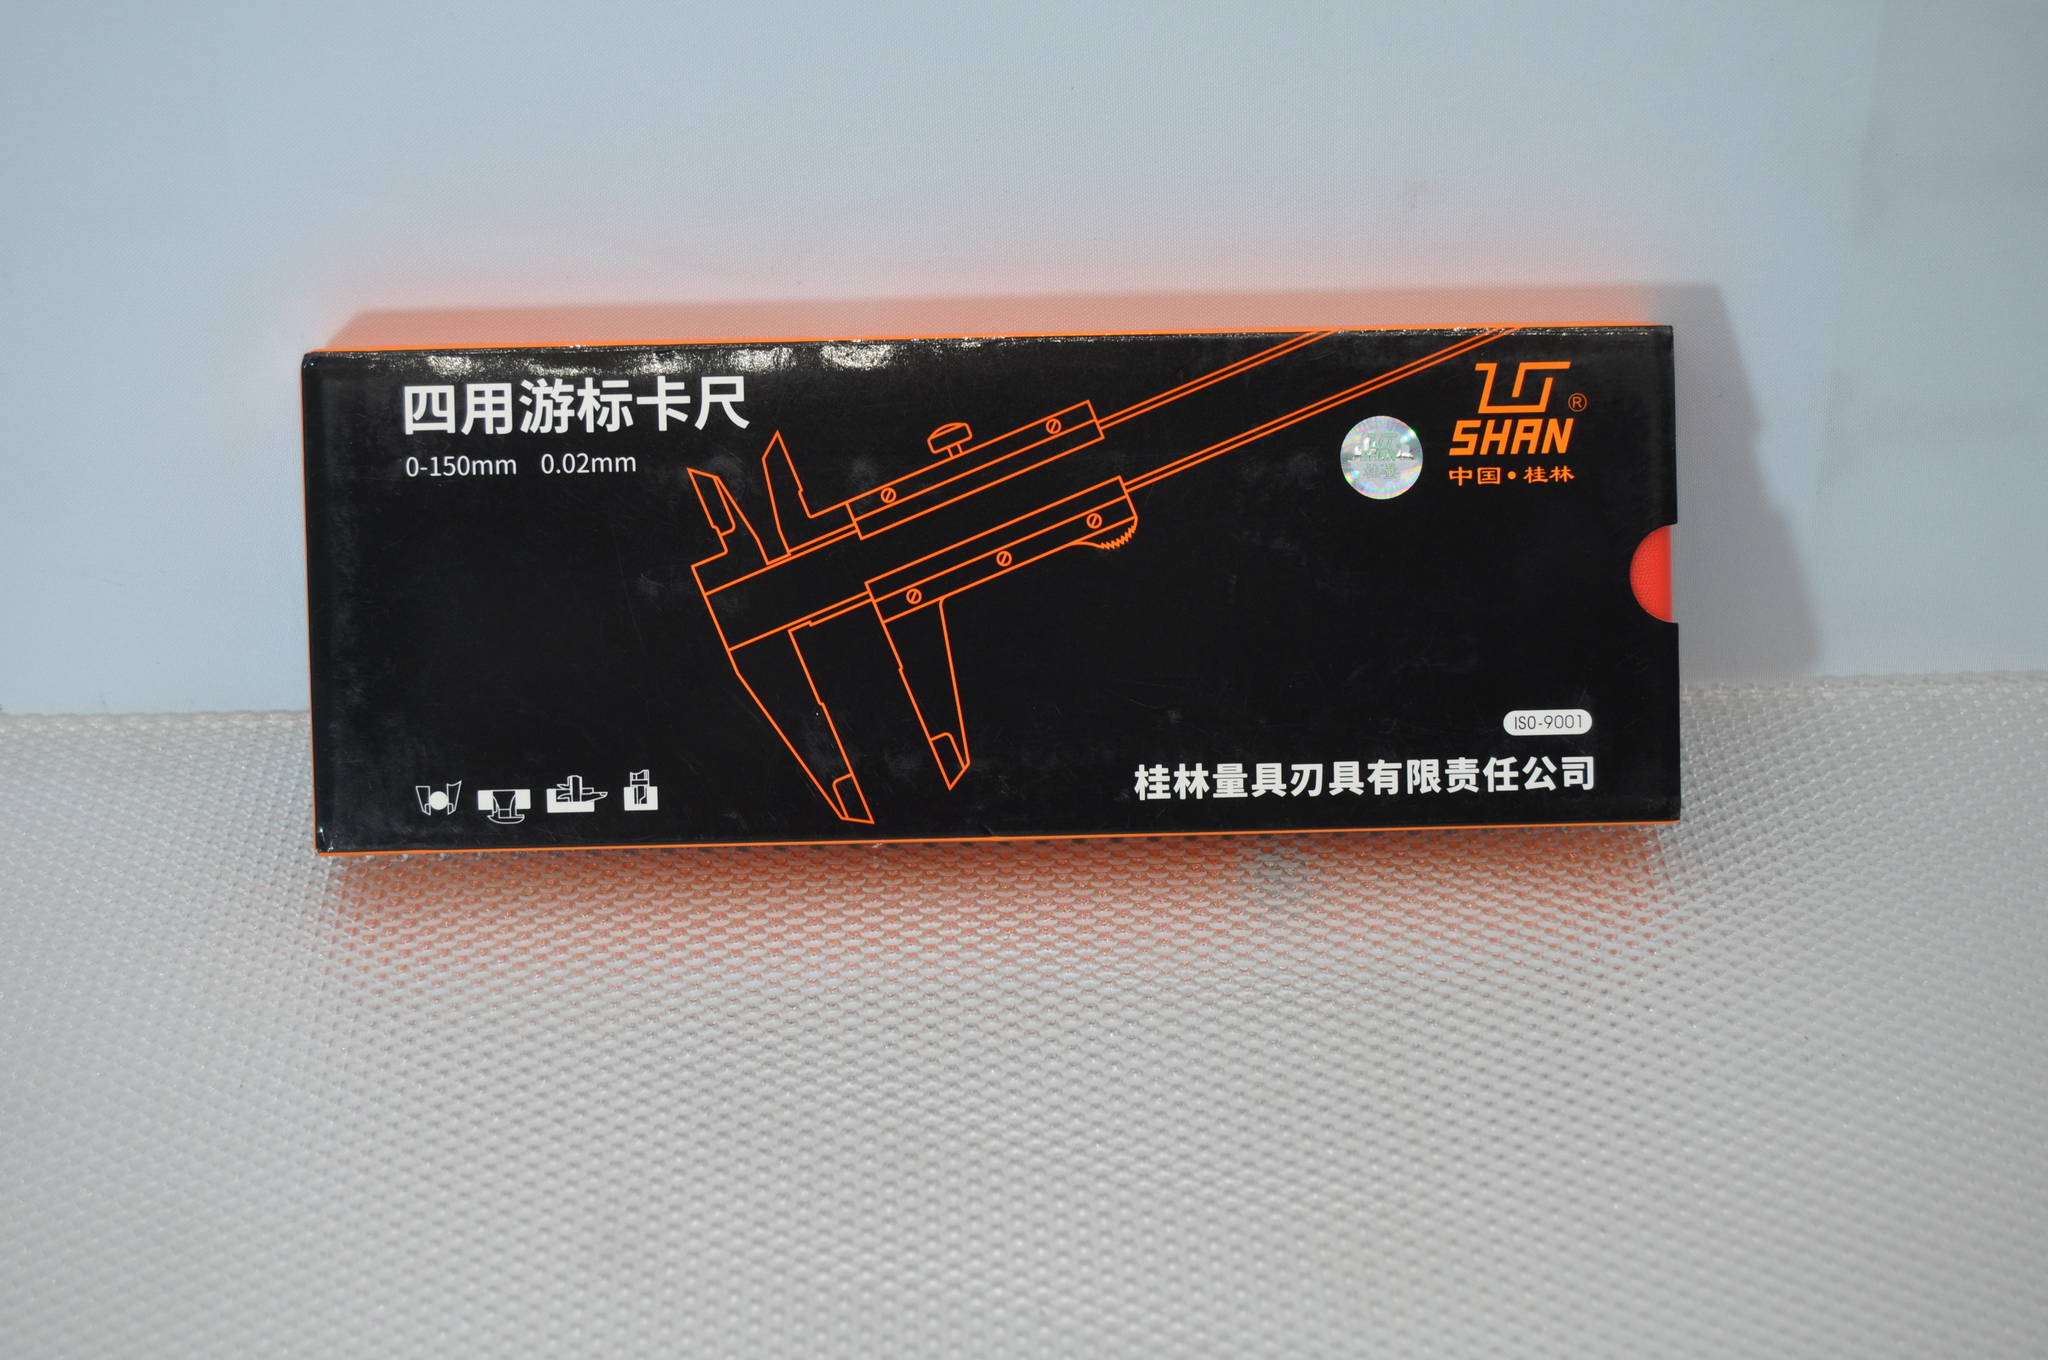 四用游标卡尺
0-150mm 0.02mm
SHAN®
中国·桂林
ISO-9001
桂林量具刃具有限责任公司